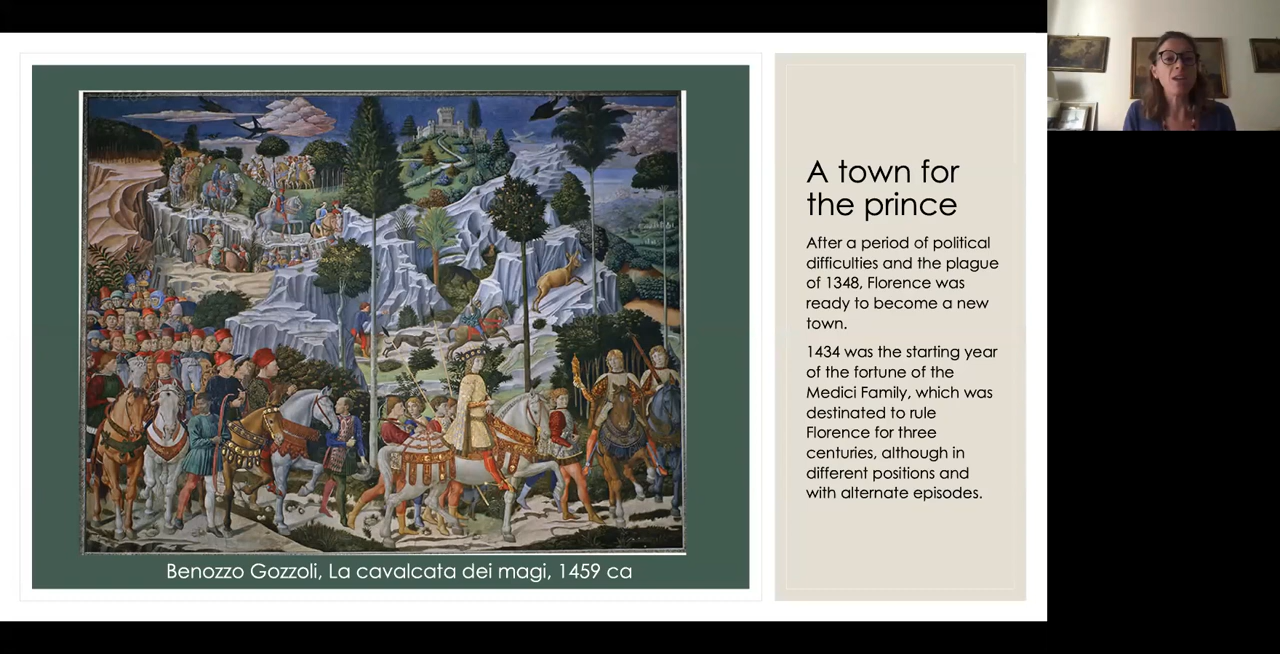 Benozzo Gozzoli, La cavalcata dei magi, 1459 ca
A town for
the prince
After a period of political
difficulties and the plague
of 1348, Florence was
ready to become a new
town.
1434 was the starting year
of the fortune of the
Medici Family, which was
destinated to rule
Florence for three
centuries, although in
different positions and
with alternate episodes.